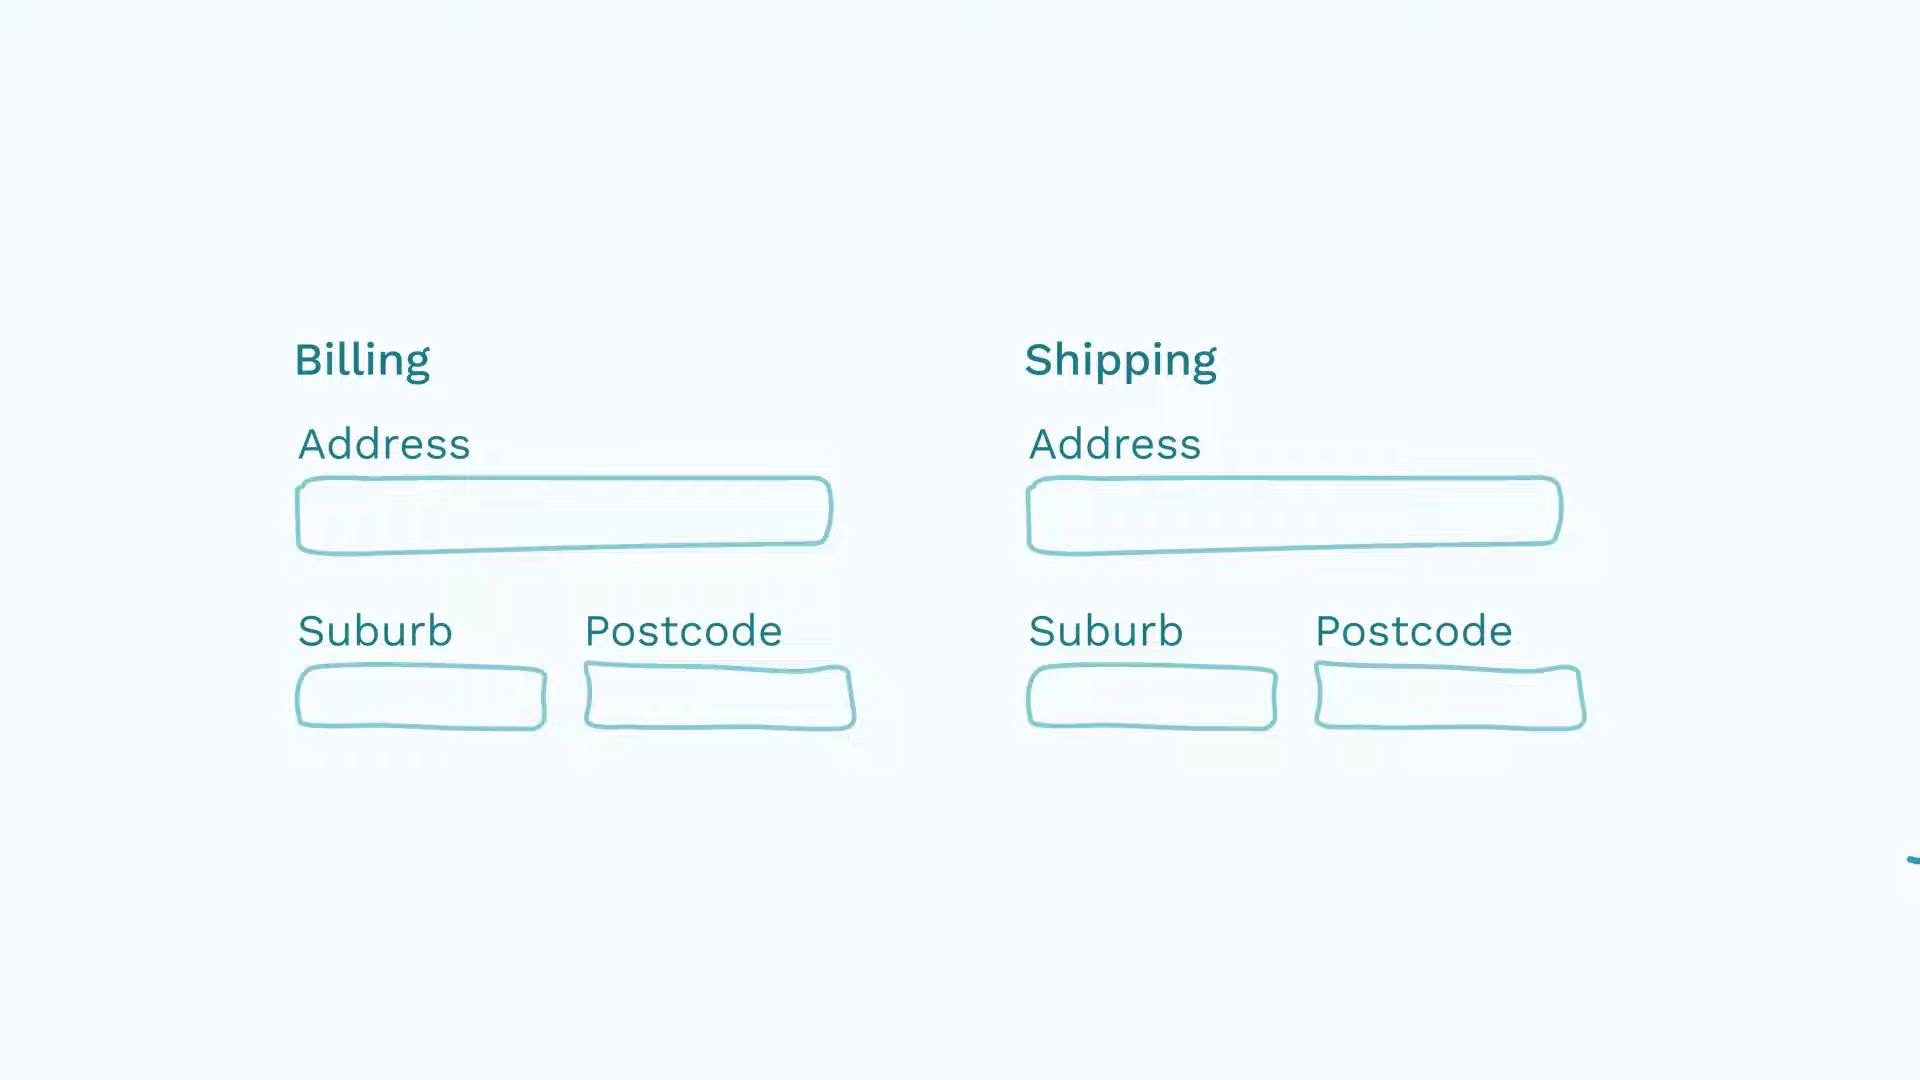 Billing
Address
Suburb
Postcode
Shipping
Address
Suburb
Postcode